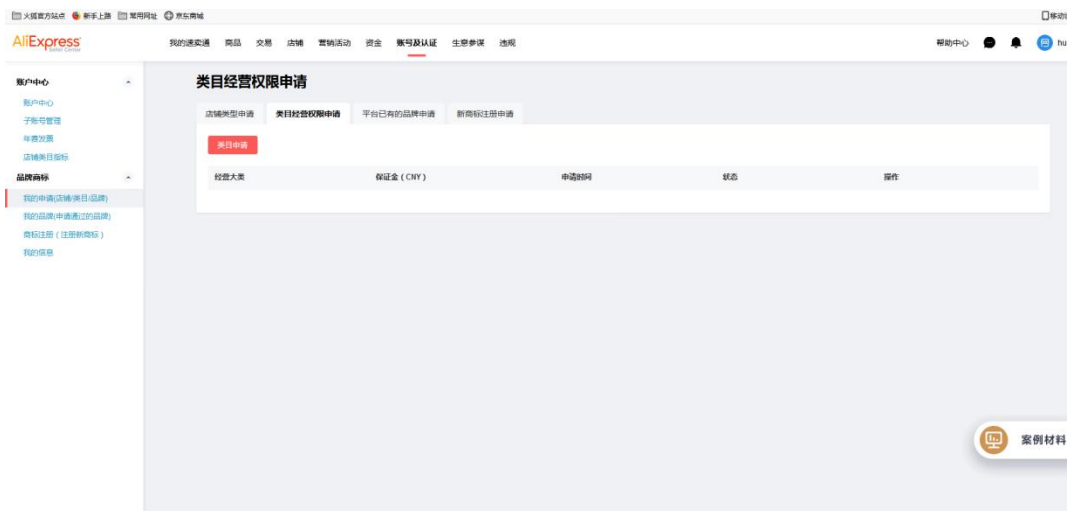 火狐官方站点 新手上路 常用网址 京东商城
AliExpress
Seller Center
我的速卖通 商品 交易 店铺 营销活动 资金 账号及认证 生意参谋 违规
帮助中心
hu
账户中心
账户中心
子账号管理
年费发票
店铺类目指标
品牌商标
我的申请(店铺/类目/品牌)
我的品牌(申请通过的品牌)
商标注册（注册新商标）
我的信息
类目经营权限申请
店铺类型申请 类目经营权限申请 平台已有的品牌申请 新商标注册申请
类目申请
经营大类 保证金（CNY） 申请时间 状态 操作
案例材料